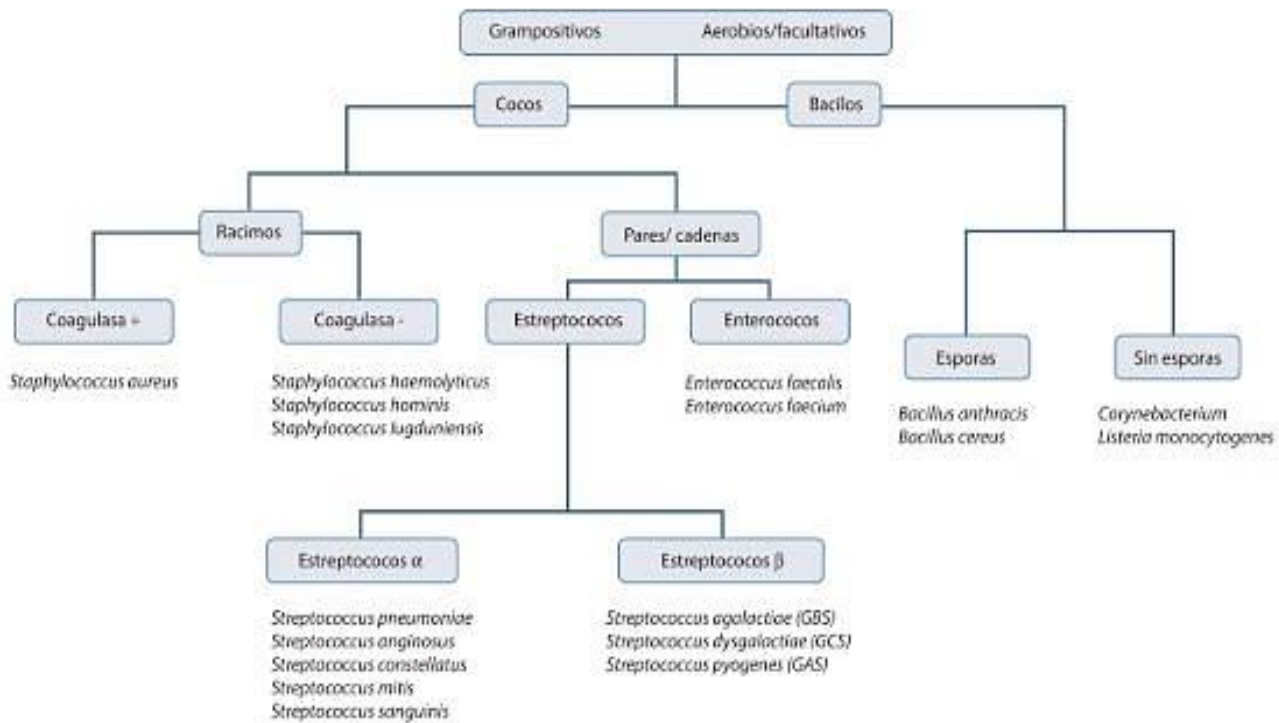 Grampositivos Aerobios/facultativos
Cocos
Bacilos
Racimos
Pares/ cadenas
Coagulasa +
Coagulasa -
Estreptococos
Enterococos
Esporas
Sin esporas
Staphylococcus aureus
Staphylococcus haemolyticus
Staphylococcus hominis
Staphylococcus lugduniensis
Enterococcus faecalis
Enterococcus faecium
Bacillus anthracis
Bacillus cereus
Corynebacterium
Listeria monocytogenes
Estreptococos α
Estreptococos β
Streptococcus pneumoniae
Streptococcus anginosus
Streptococcus constellatus
Streptococcus mitis
Streptococcus sanguinis
Streptococcus agalactiae (GBS)
Streptococcus dysgalactiae (GCS)
Streptococcus pyogenes (GAS)